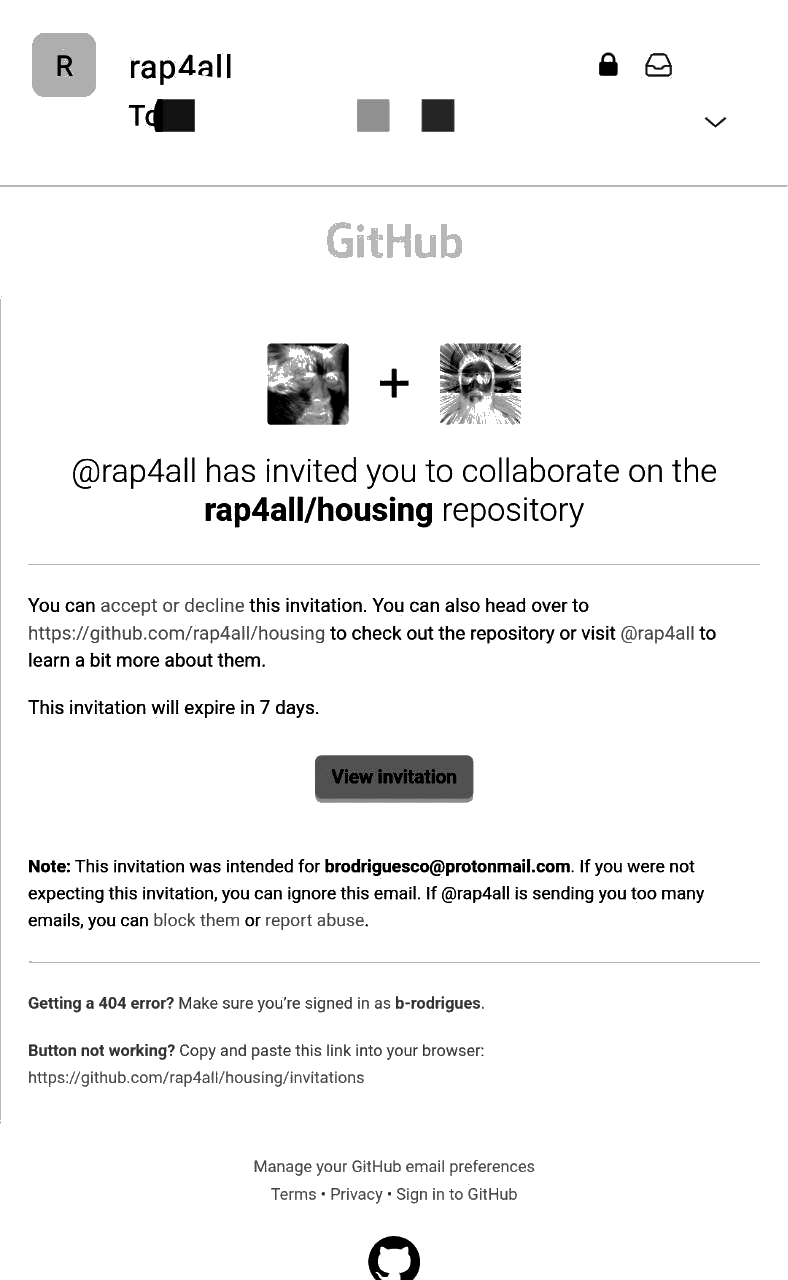 R
rap4all
To
GitHub
@rap4all has invited you to collaborate on the
rap4all/housing repository
You can accept or decline this invitation. You can also head over to
https://github.com/rap4all/housing to check out the repository or visit @rap4all to
learn a bit more about them.
This invitation will expire in 7 days.
View invitation
Note: This invitation was intended for brodriguesco@protonmail.com. If you were not
expecting this invitation, you can ignore this email. If @rap4all is sending you too many
emails, you can block them or report abuse.
Getting a 404 error? Make sure you’re signed in as b-rodrigues.
Button not working? Copy and paste this link into your browser:
https://github.com/rap4all/housing/invitations
Manage your GitHub email preferences
Terms • Privacy • Sign in to GitHub